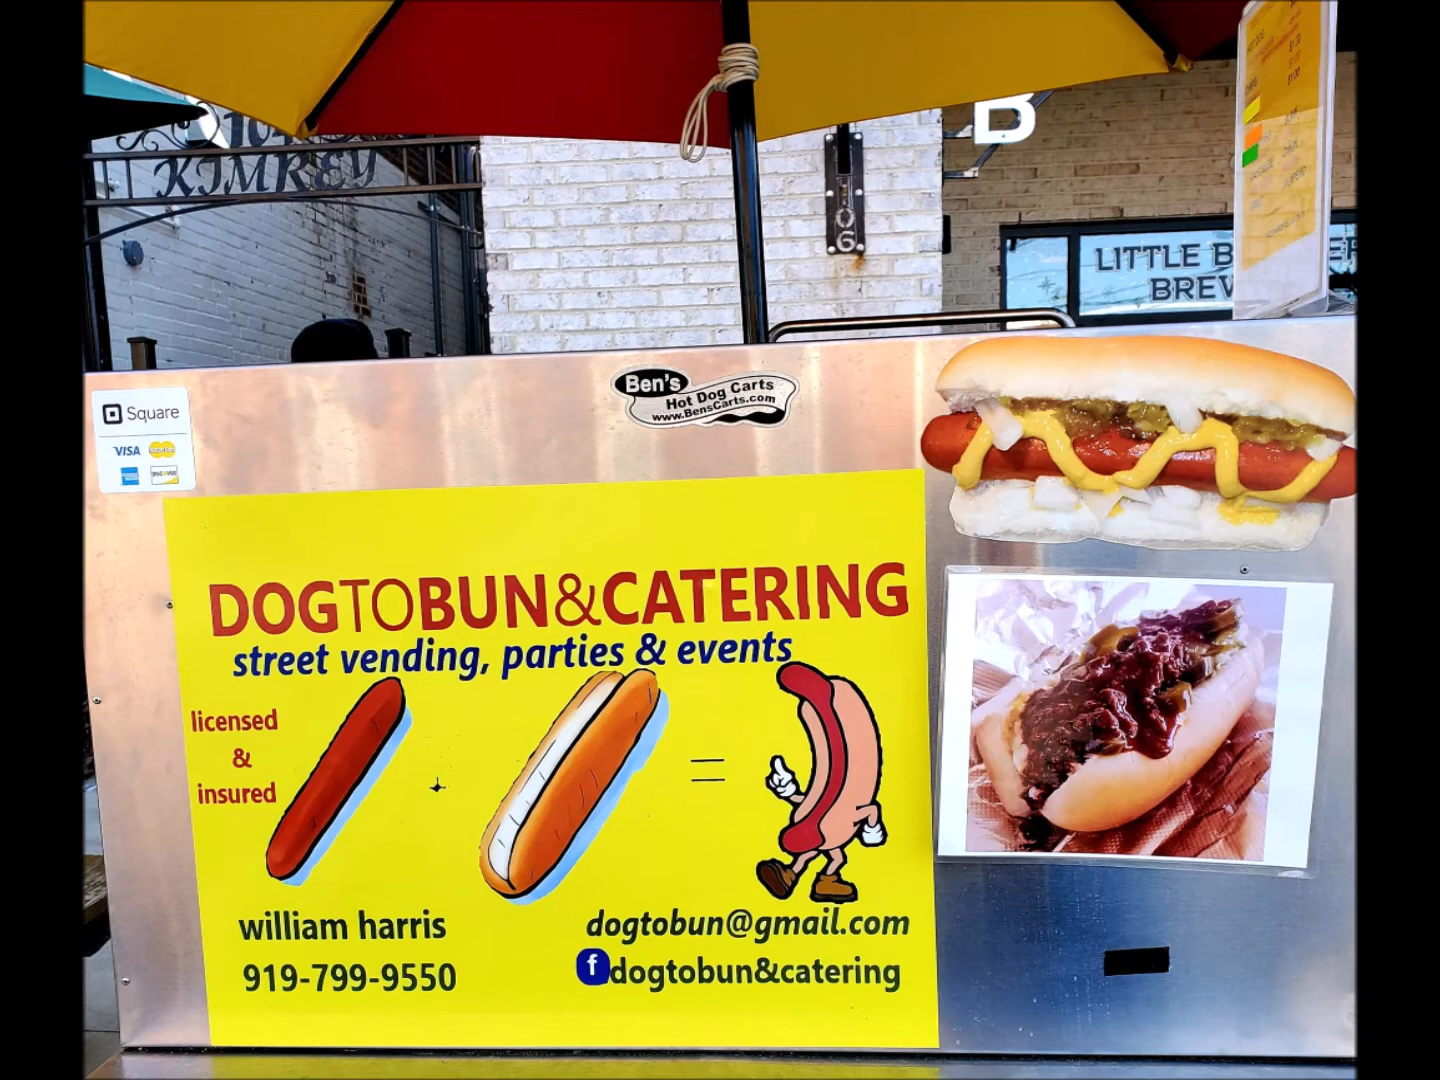 KIMREY
B
106
LITTLE B
BREW
Ben's
Hot Dog Carts
www.BensCarts.com
Square
VISA
DOGTOBUN&CATERING
street vending, parties & events
licensed
&
insured
=
william harris
919-799-9550
dogtobun@gmail.com
f dogtobun&catering